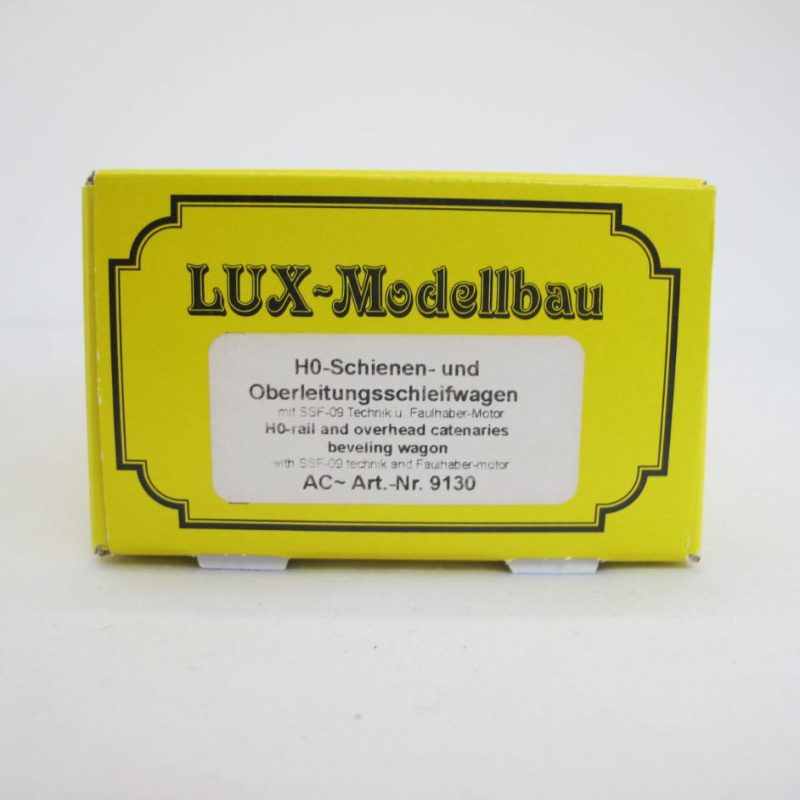 LUX-Modellbau
H0-Schienen- und
Oberleitungsschleifwagen
mit SSF-09 Technik u. Faulhaber-Motor
H0-rail and overhead catenaries
beveling wagon
with SSF-09 technik and Faulhaber-motor
AC~ Art.-Nr. 9130